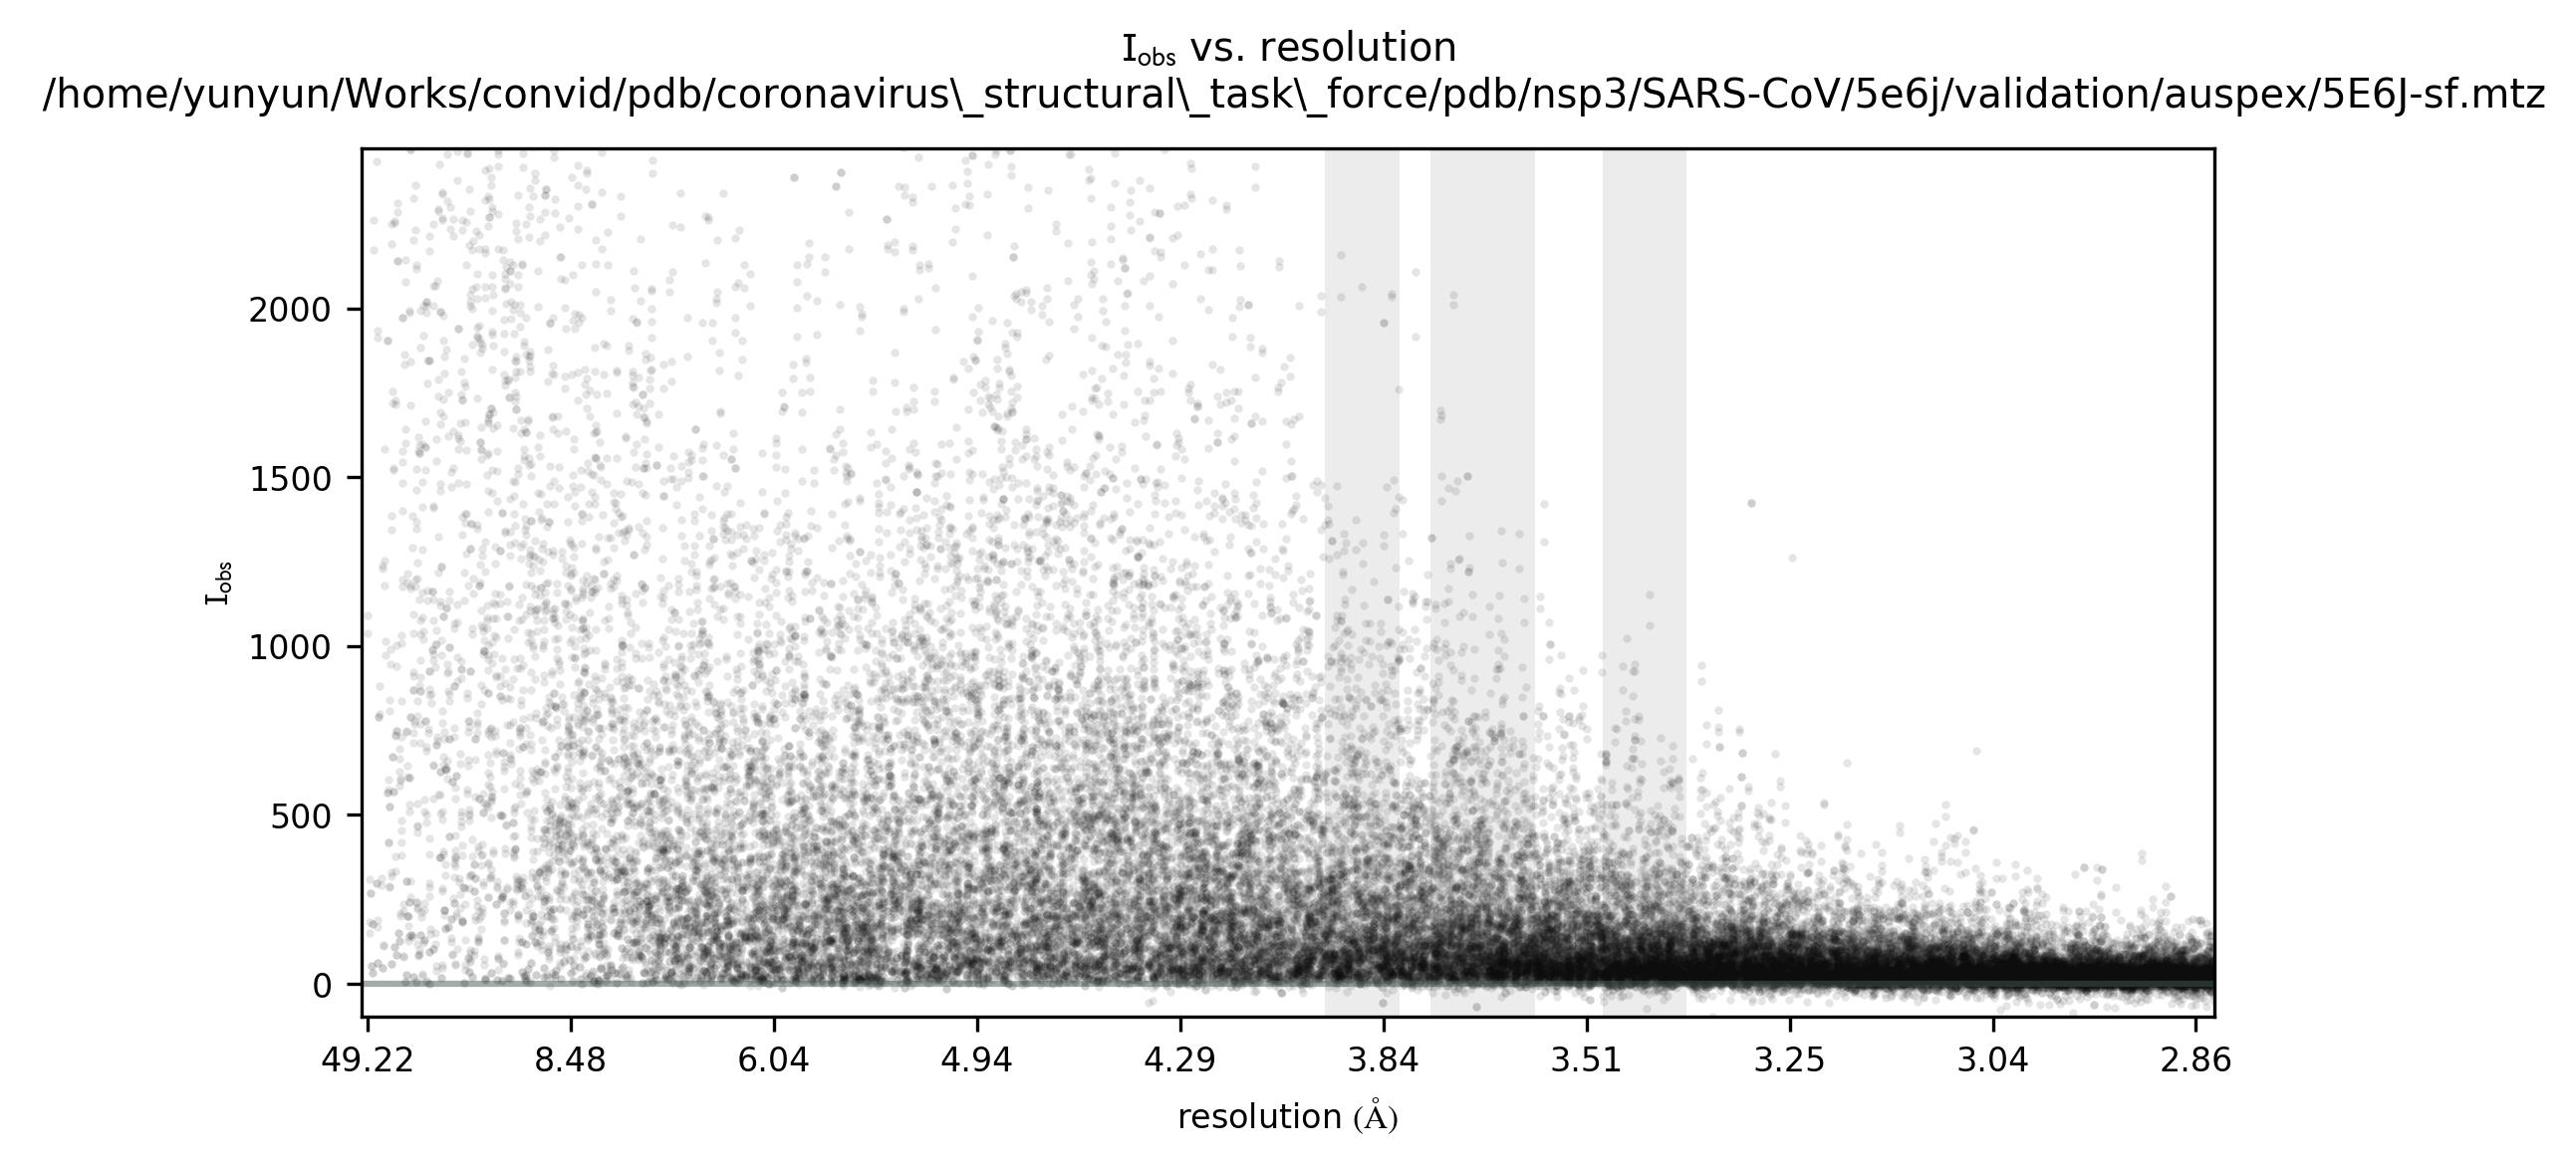 I_obs vs. resolution
/home/yunyun/Works/convid/pdb/coronavirus\_structural\_task\_force/pdb/nsp3/SARS-CoV/5e6j/validation/auspex/5E6J-sf.mtz
2000
1500
I_obs
1000
500
0
49.22 8.48 6.04 4.94 4.29 3.84 3.51 3.25 3.04 2.86
resolution (Å)